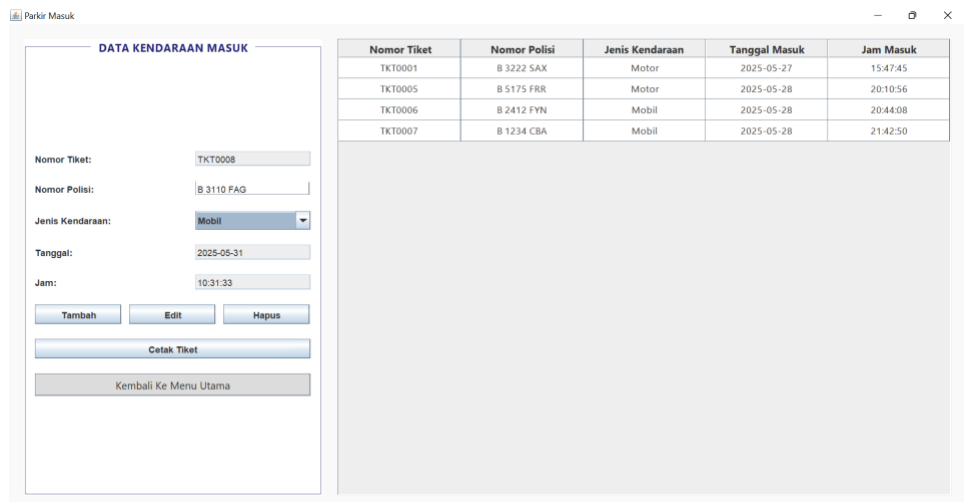 Parkir Masuk
DATA KENDARAAN MASUK
Nomor Tiket: TKT0008
Nomor Polisi: B 3110 FAG
Jenis Kendaraan: Mobil
Tanggal: 2025-05-31
Jam: 10:31:33
Tambah Edit Hapus
Cetak Tiket
Kembali Ke Menu Utama
Nomor Tiket Nomor Polisi Jenis Kendaraan Tanggal Masuk Jam Masuk
TKT0001 B 3222 SAX Motor 2025-05-27 15:47:45
TKT0005 B 5175 FRR Motor 2025-05-28 20:10:56
TKT0006 B 2412 FYN Mobil 2025-05-28 20:44:08
TKT0007 B 1234 CBA Mobil 2025-05-28 21:42:50